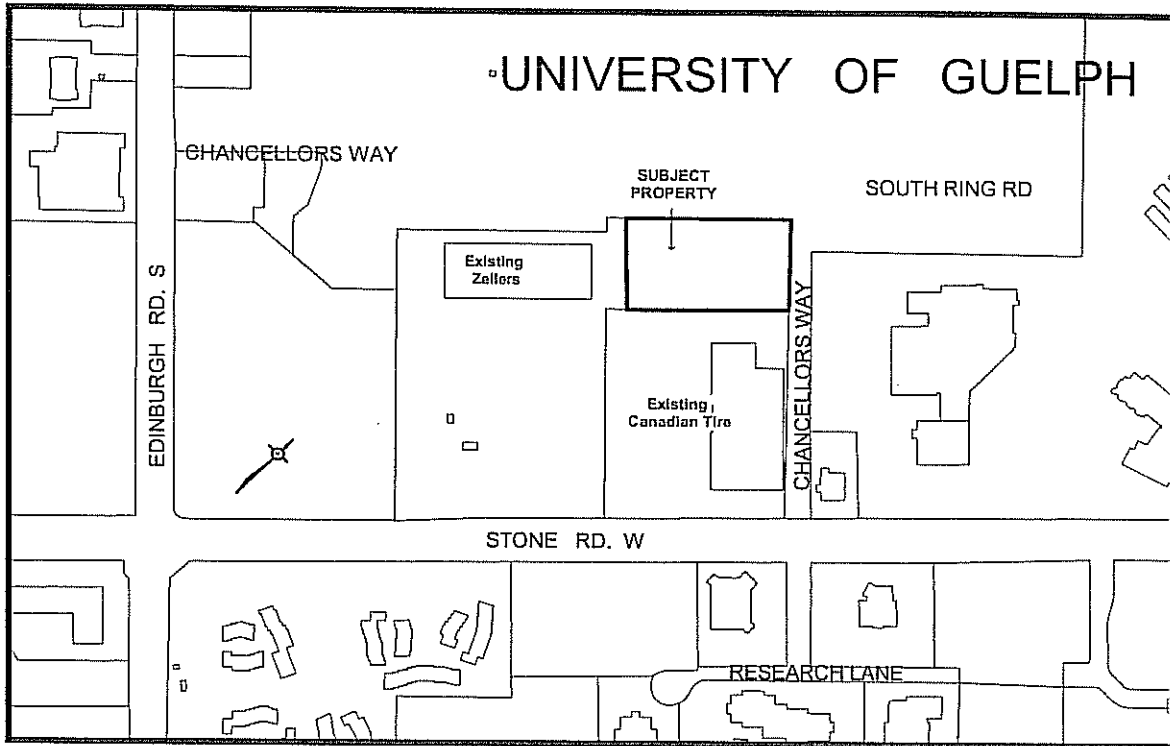 UNIVERSITY OF GUELPH
CHANCELLORS WAY
SUBJECT
PROPERTY
SOUTH RING RD
Existing
Zellers
EDINBURGH RD. S
CHANCELLORS WAY
Existing
Canadian Tire
STONE RD. W
RESEARCH LANE